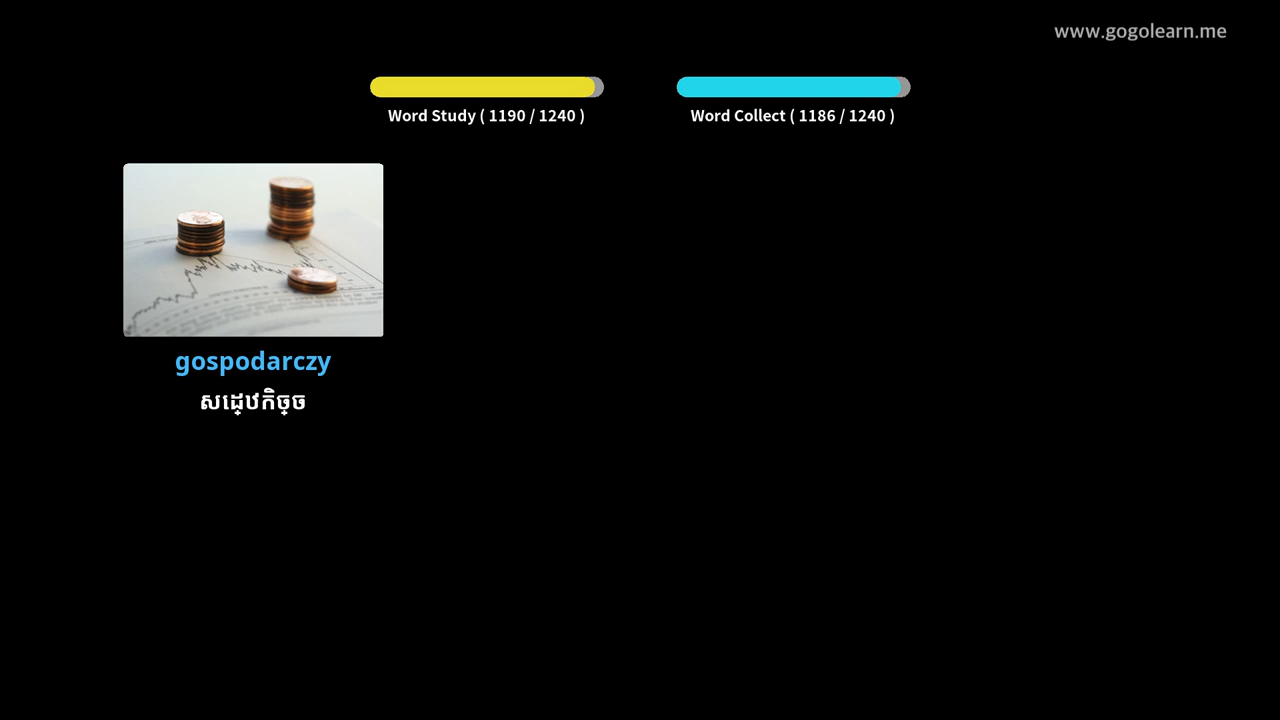 www.gogolearn.me
Word Study ( 1190 / 1240 )
Word Collect ( 1186 / 1240 )
gospodarczy
សដ្ឋេកិច្ច